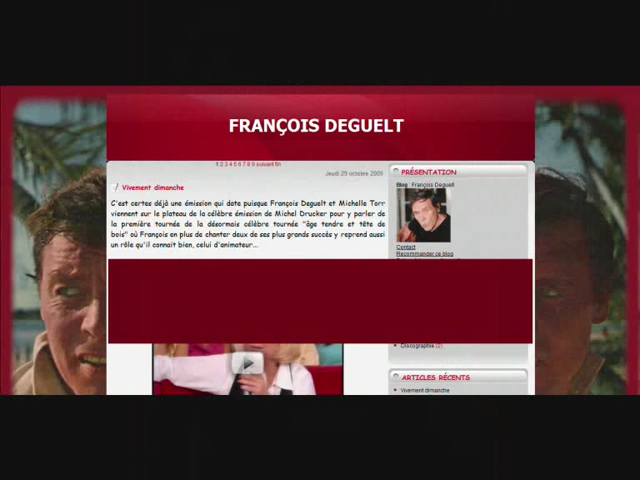 FRANÇOIS DEGUELT
1 2 3 4 5 6 7 8 9 suivant fin
Jeudi 29 octobre 2009
Vivement dimanche
C'est certes déjà une émission qui date puisque François Deguelt et Michelle Torr
viennent sur le plateau de la célèbre émission de Michel Drucker pour y parler de
la première tournée de la désormais célèbre tournée "âge tendre et tête de
bois" où François en plus de chanter deux de ses plus grands succés y reprend aussi
un rôle qu'il connait bien, celui d'animateur...
PRÉSENTATION
Blog : François Deguelt
Contact
Recommander ce blog
Discographie (2)
ARTICLES RÉCENTS
Vivement dimanche